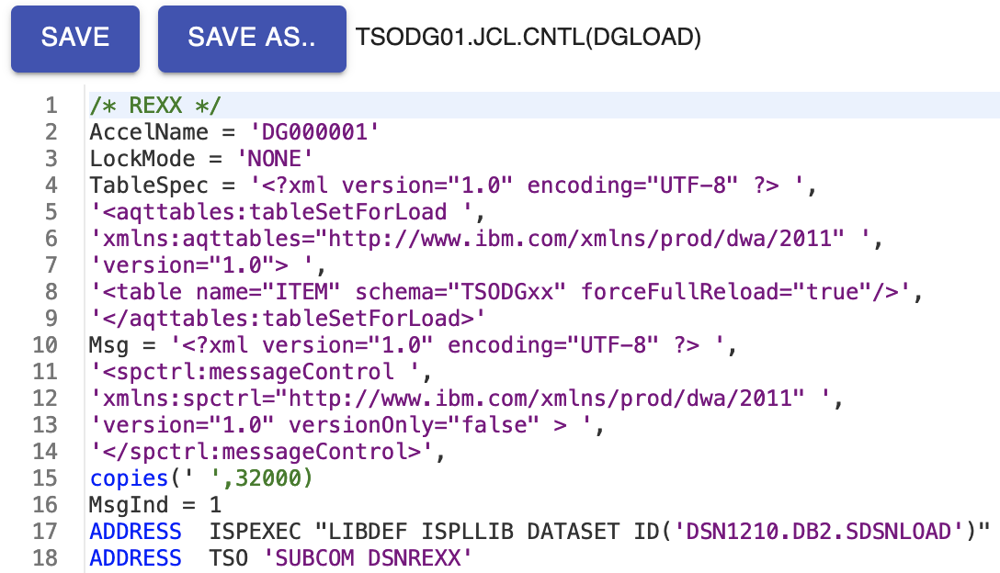 SAVE SAVE AS.. TSODG01.JCL.CNTL(DGLOAD)
1 /* REXX */
2 AccelName = 'DG000001'
3 LockMode = 'NONE'
4 TableSpec = '<?xml version="1.0" encoding="UTF-8" ?> ',
5 '<aqttables:tableSetForLoad ',
6 'xmlns:aqttables="http://www.ibm.com/xmlns/prod/dwa/2011" ',
7 'version="1.0"> ',
8 '<table name="ITEM" schema="TSODGxx" forceFullReload="true"/>',
9 '</aqttables:tableSetForLoad>'
10 Msg = '<?xml version="1.0" encoding="UTF-8" ?> ',
11 '<spctrl:messageControl ',
12 'xmlns:spctrl="http://www.ibm.com/xmlns/prod/dwa/2011" ',
13 'version="1.0" versionOnly="false" > ',
14 '</spctrl:messageControl>',
15 copies(' ',32000)
16 MsgInd = 1
17 ADDRESS  ISPEXEC "LIBDEF ISPLLIB DATASET ID('DSN1210.DB2.SDSNLOAD')"
18 ADDRESS  TSO 'SUBCOM DSNREXX'